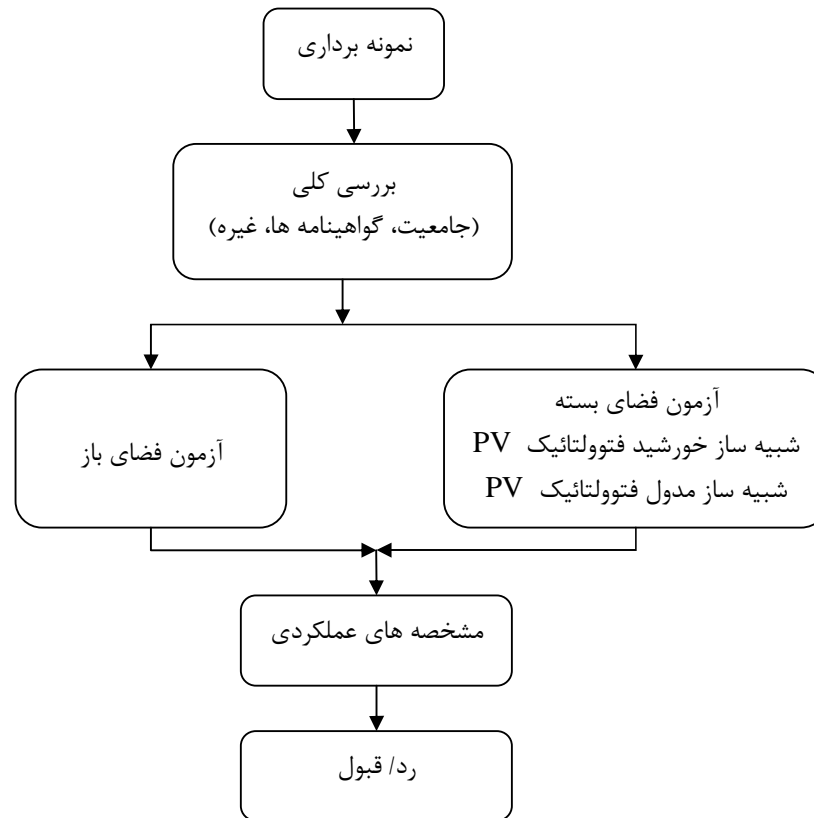 نمونه برداری
بررسی کلی
(جامعیت، گواهینامه ها، غیره)
آزمون فضای بسته
شبیه ساز خورشید فتوولتائیک PV
شبیه ساز مدول فتوولتائیک PV
آزمون فضای باز
مشخصه های عملکردی
رد/ قبول